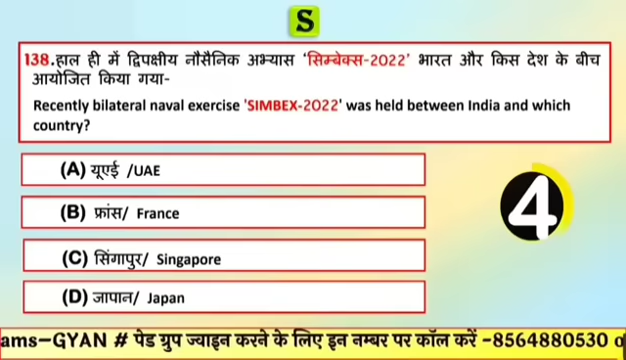 S
138.हाल ही में द्विपक्षीय नौसैनिक अभ्यास ‘सिम्बेक्स-2022’ भारत और किस देश के बीच
आयोजित किया गया-
Recently bilateral naval exercise 'SIMBEX-2022' was held between India and which
country?
(A) यूएई /UAE
(B) फ्रांस/ France
4
(C) सिंगापुर/ Singapore
(D) जापान/ Japan
ams-GYAN # पेड ग्रुप ज्वाइन करने के लिए इन नम्बर पर कॉल करें -8564880530